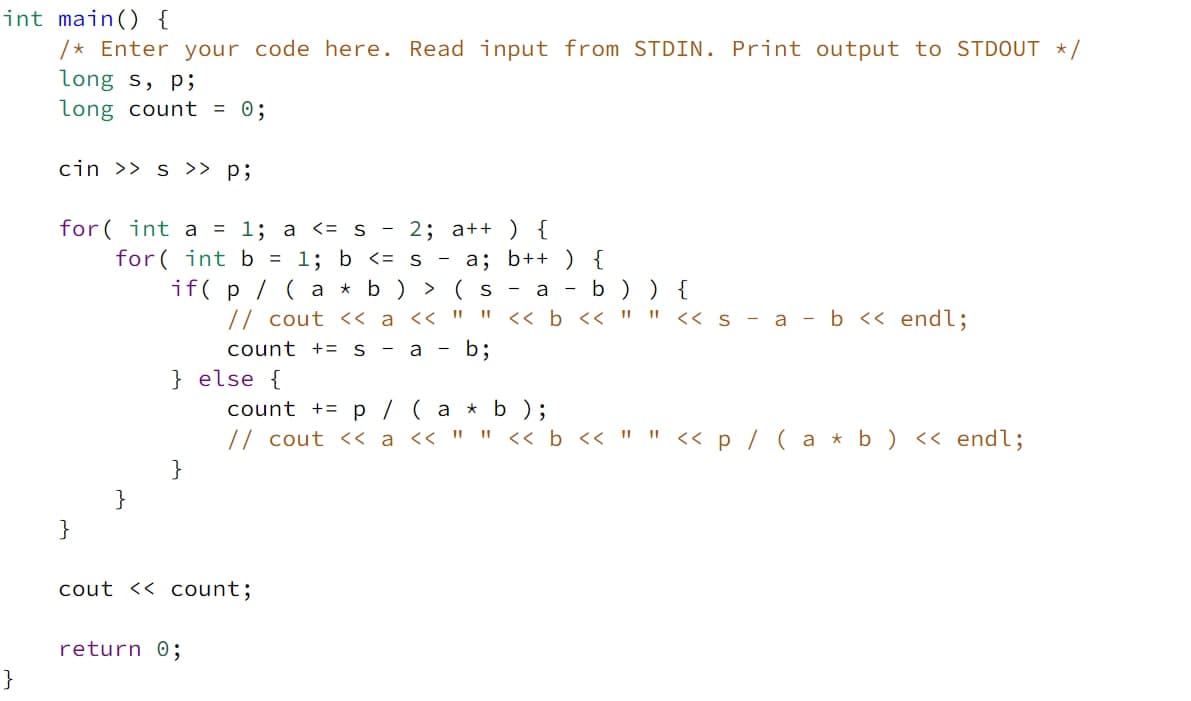 int main() {
    /* Enter your code here. Read input from STDIN. Print output to STDOUT */
    long s, p;
    long count = 0;

    cin >> s >> p;

    for( int a = 1; a <= s - 2; a++ ) {
        for( int b = 1; b <= s - a; b++ ) {
            if( p / ( a * b ) > ( s - a - b ) ) {
                // cout << a << " " << b << " " << s - a - b << endl;
                count += s - a - b;
            } else {
                count += p / ( a * b );
                // cout << a << " " << b << " " << p / ( a * b ) << endl;
            }
        }
    }

    cout << count;

    return 0;
}